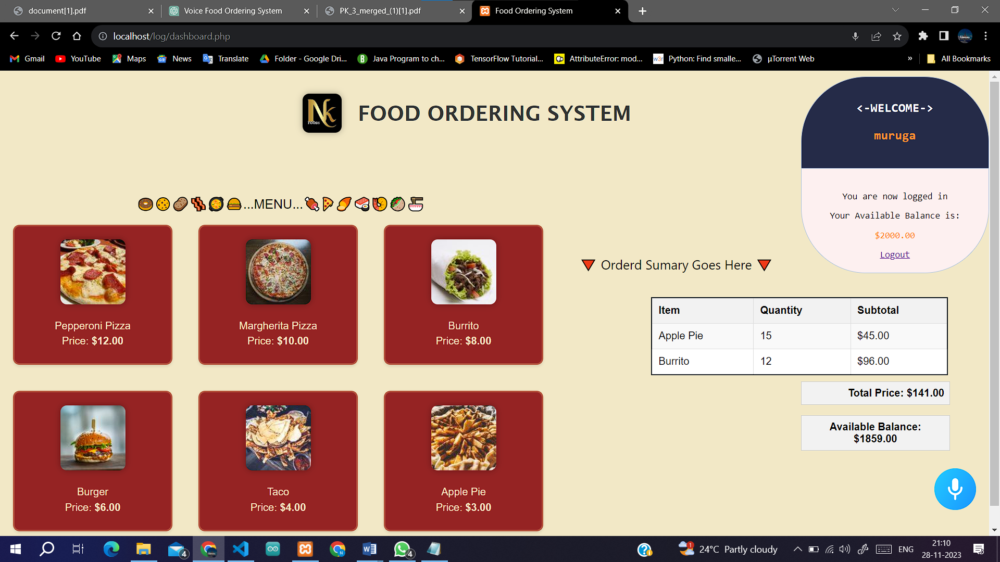 document[1].pdf
Voice Food Ordering System
PK_3_merged_(1)[1].pdf
Food Ordering System
localhost/log/dashboard.php
Gmail
YouTube
Maps
News
Translate
Folder - Google Dri...
Java Program to ch...
TensorFlow Tutorial...
AttributeError: mod...
Python: Find smalle...
µTorrent Web
»
All Bookmarks
Nk
FOODS
FOOD ORDERING SYSTEM
<-WELCOME->
muruga
You are now logged in
Your Available Balance is:
$2000.00
Logout
...MENU...
Pepperoni Pizza
Price: $12.00
Margherita Pizza
Price: $10.00
Burrito
Price: $8.00
Burger
Price: $6.00
Taco
Price: $4.00
Apple Pie
Price: $3.00
Orderd Sumary Goes Here
Item Quantity Subtotal
Apple Pie 15 $45.00
Burrito 12 $96.00
Total Price: $141.00
Available Balance:
$1859.00
4
4
1
24°C Partly cloudy
ENG
21:10
28-11-2023